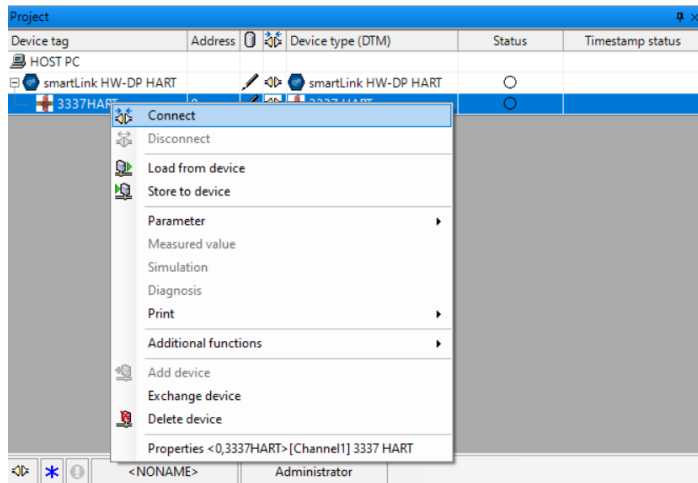 Project
Device tag Address Device type (DTM) Status Timestamp status
HOST PC
smartLink HW-DP HART smartLink HW-DP HART
3337HART 0 3337 HART
Connect
Disconnect
Load from device
Store to device
Parameter
Measured value
Simulation
Diagnosis
Print
Additional functions
Add device
Exchange device
Delete device
Properties <0,3337HART>[Channel1] 3337 HART
<NONAME> Administrator